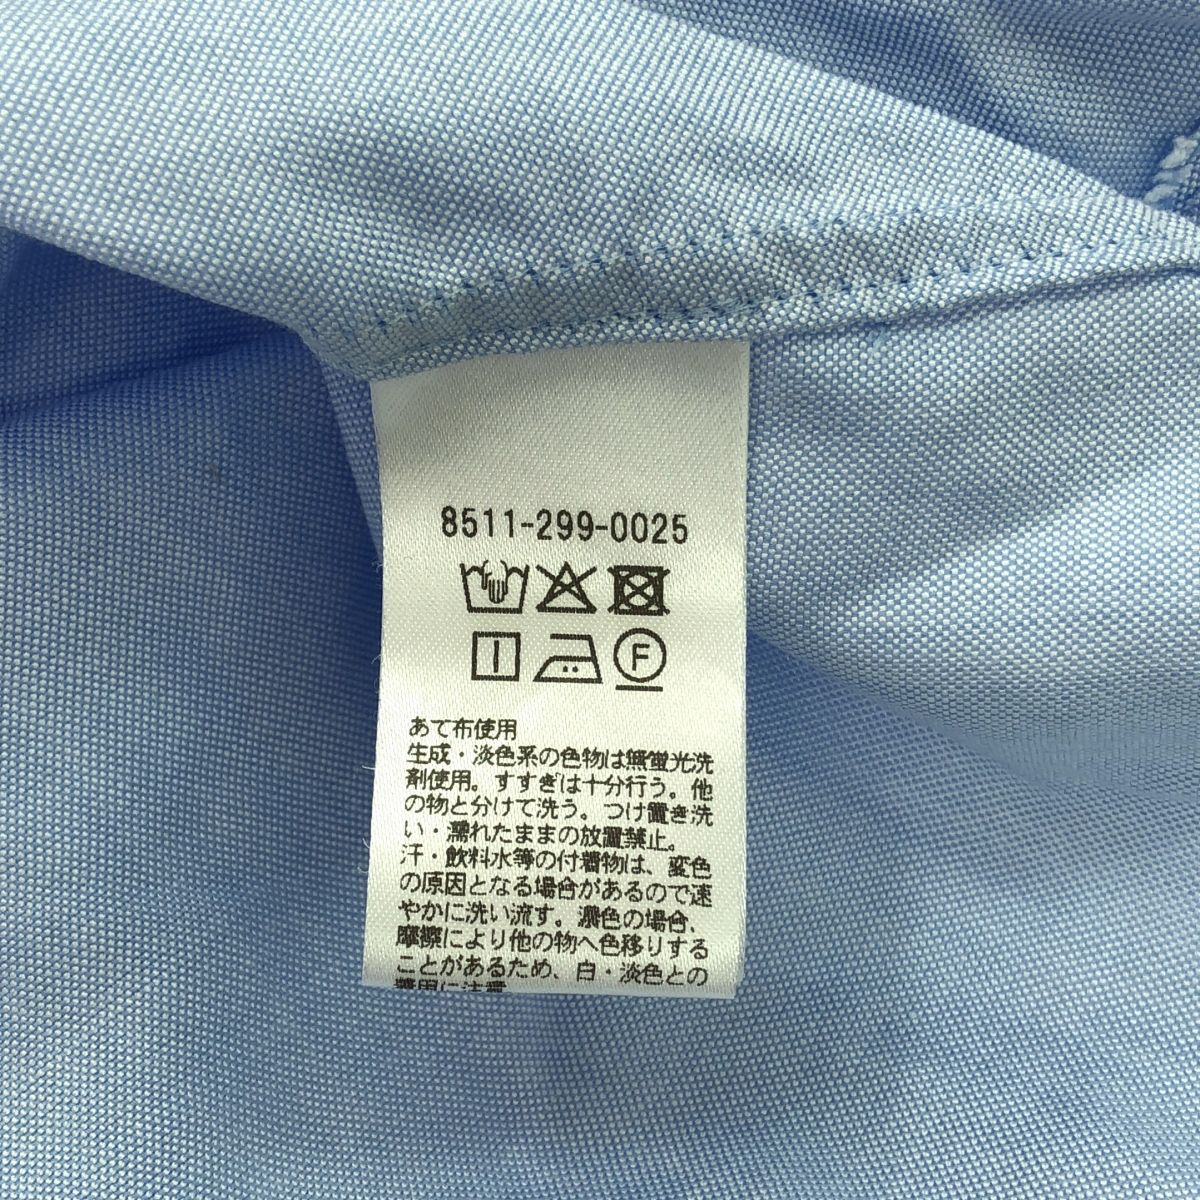 8511-299-0025
F
あて布使用
生成・淡色系の色物は無蛍光洗
剤使用。すすぎは十分行う。他
の物と分けて洗う。つけ置き洗
い・濡れたままの放置禁止。
汗・飲料水等の付着物は、変色
の原因となる場合があるので速
やかに洗い流す。濃色の場合、
摩擦により他の物へ色移りする
ことがあるため、白・淡色との
着用に注意